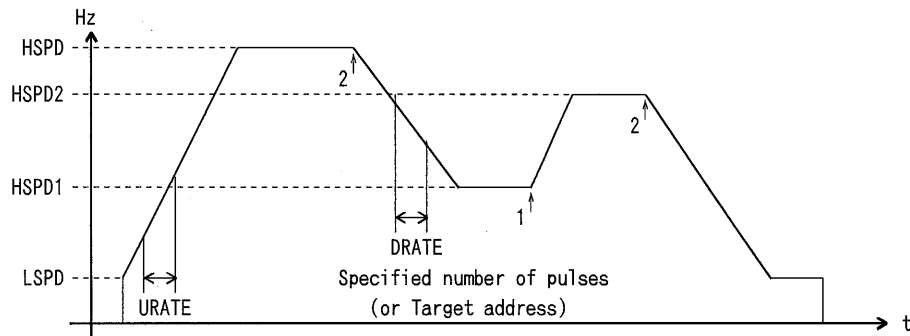 Hz
HSPD
2
HSPD2
2
HSPD1
1
DRATE
LSPD
Specified number of pulses
URATE
(or Target address)
t